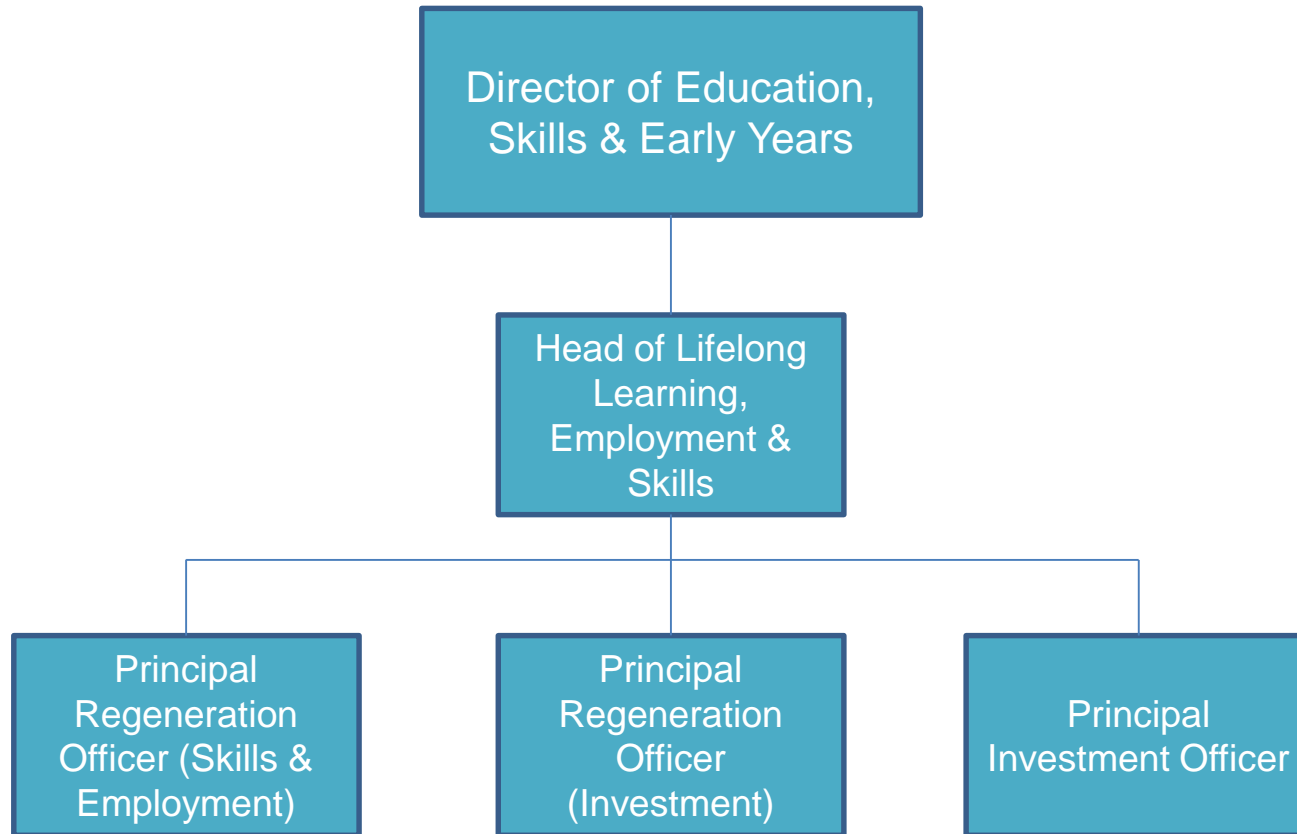 Director of Education,
Skills & Early Years
Head of Lifelong
Learning,
Employment &
Skills
Principal
Regeneration
Officer (Skills &
Employment)
Principal
Regeneration
Officer
(Investment)
Principal
Investment Officer